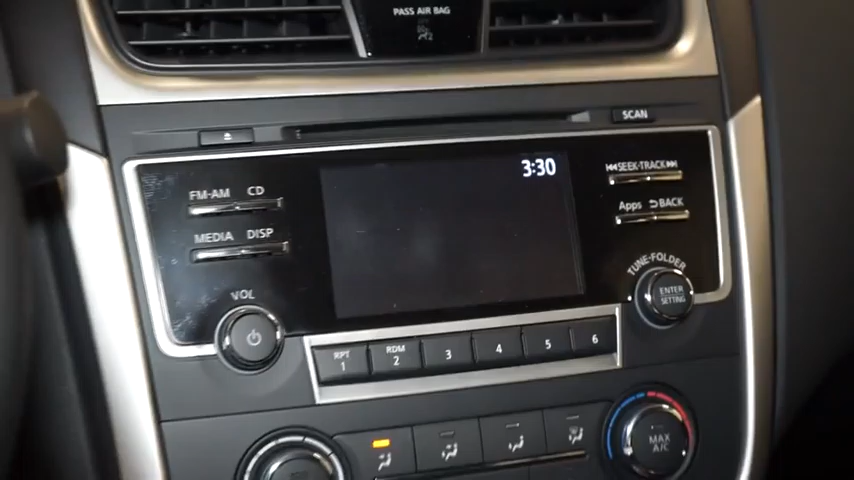 PASS AIR BAG
OFF
SCAN
3:30
FM·AM CD
SEEK·TRACK
MEDIA DISP
Apps BACK
VOL
TUNE·FOLDER
ENTER
SETTING
RPT
1
RDM
2
3
4
5
6
MAX
A/C